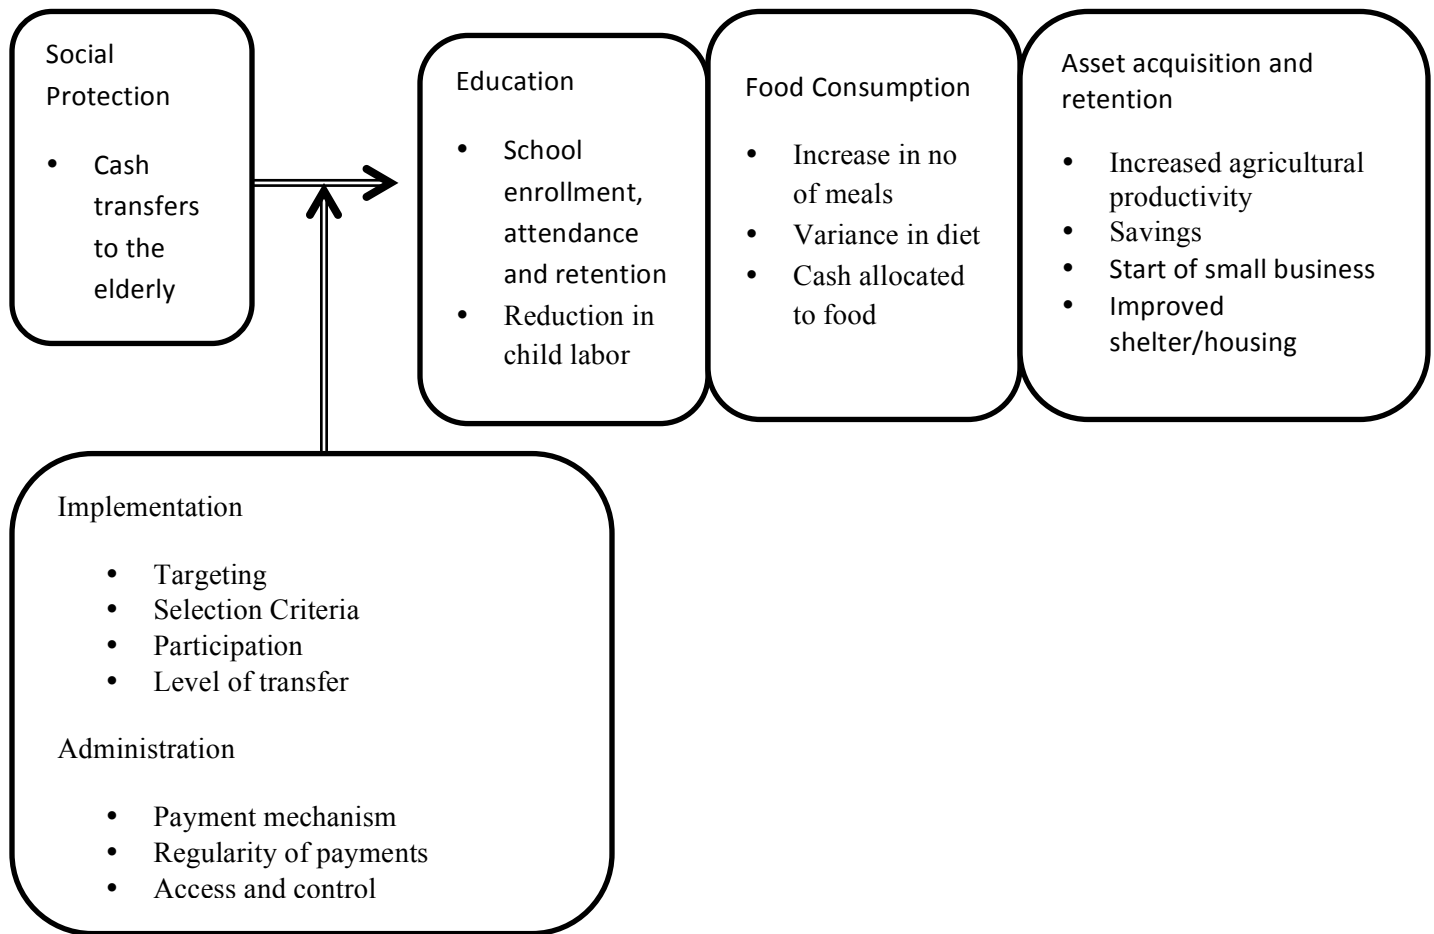 Social
Protection
• Cash
transfers
to the
elderly
Education
• School
enrollment,
attendance
and retention
• Reduction in
child labor
Food Consumption
• Increase in no
of meals
• Variance in diet
• Cash allocated
to food
Asset acquisition and
retention
• Increased agricultural
productivity
• Savings
• Start of small business
• Improved
shelter/housing
Implementation
• Targeting
• Selection Criteria
• Participation
• Level of transfer
Administration
• Payment mechanism
• Regularity of payments
• Access and control